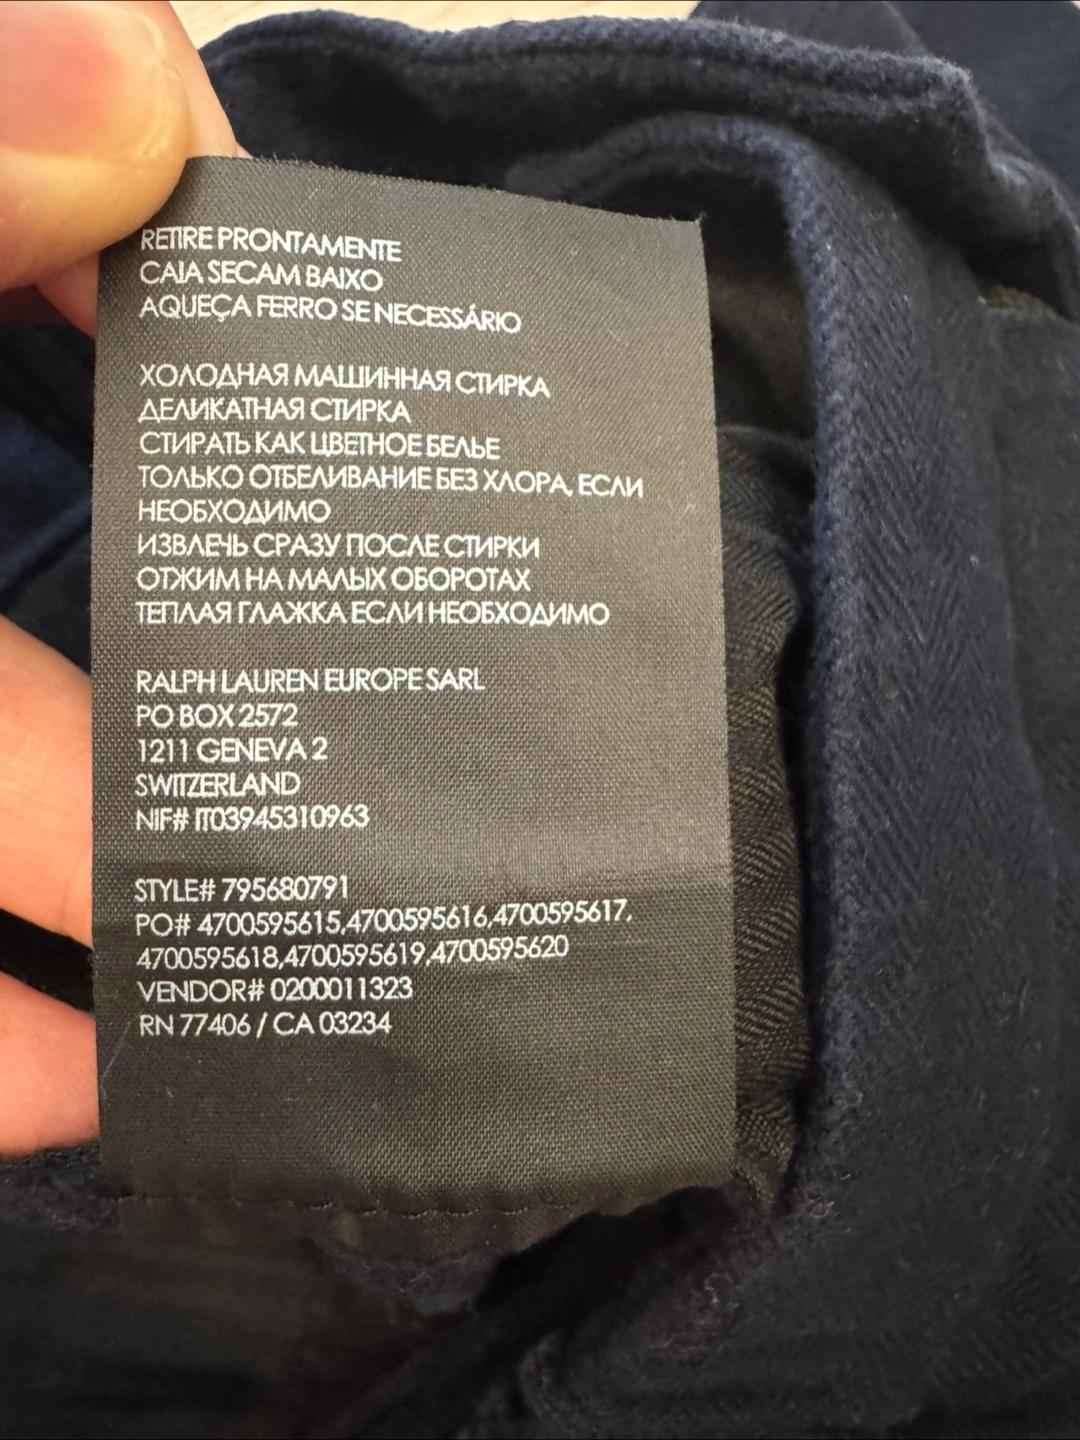 RETIRE PRONTAMENTE
CAIA SECAM BAIXO
AQUEÇA FERRO SE NECESSÁRIO
ХОЛОДНАЯ МАШИННАЯ СТИРКА
ДЕЛИКАТНАЯ СТИРКА
СТИРАТЬ КАК ЦВЕТНОЕ БЕЛЬЕ
ТОЛЬКО ОТБЕЛИВАНИЕ БЕЗ ХЛОРА, ЕСЛИ
НЕОБХОДИМО
ИЗВЛЕЧЬ СРАЗУ ПОСЛЕ СТИРКИ
ОТЖИМ НА МАЛЫХ ОБОРОТАХ
ТЕПЛАЯ ГЛАЖКА ЕСЛИ НЕОБХОДИМО
RALPH LAUREN EUROPE SARL
PO BOX 2572
1211 GENEVA 2
SWITZERLAND
NIF# IT03945310963
STYLE# 795680791
PO# 4700595615,4700595616,4700595617,
4700595618,4700595619,4700595620
VENDOR# 0200011323
RN 77406 / CA 03234